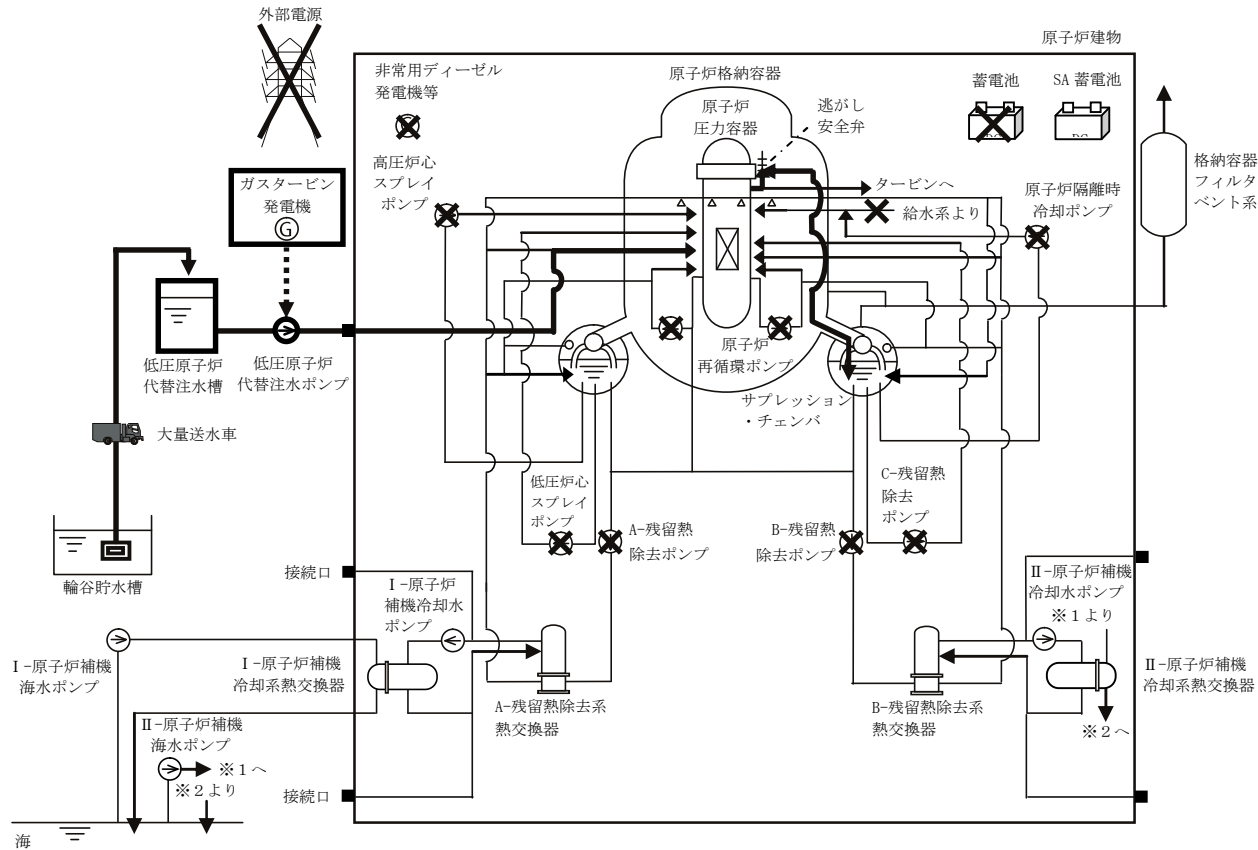 外部電源
原子炉建物
非常用ディーゼル
発電機等
原子炉格納容器
原子炉
圧力容器
逃がし
安全弁
蓄電池
SA 蓄電池
高圧炉心
スプレイ
ポンプ
ガスタービン
発電機
G
タービンへ
給水系より
原子炉隔離時
冷却ポンプ
格納容器
フィルタ
ベント系
低圧原子炉
代替注水槽
低圧原子炉
代替注水ポンプ
原子炉
再循環ポンプ
サプレッション
・チェンバ
大量送水車
低圧炉心
スプレイ
ポンプ
A-残留熱
除去ポンプ
B-残留熱
除去ポンプ
C-残留熱
除去
ポンプ
輪谷貯水槽
接続口
Ⅰ-原子炉
補機冷却水
ポンプ
Ⅱ-原子炉補機
冷却水ポンプ
※1より
Ⅰ-原子炉補機
海水ポンプ
Ⅰ-原子炉補機
冷却系熱交換器
Ⅱ-原子炉補機
冷却系熱交換器
A-残留熱除去系
熱交換器
B-残留熱除去系
熱交換器
※2へ
Ⅱ-原子炉補機
海水ポンプ
※1へ
※2より
接続口
海